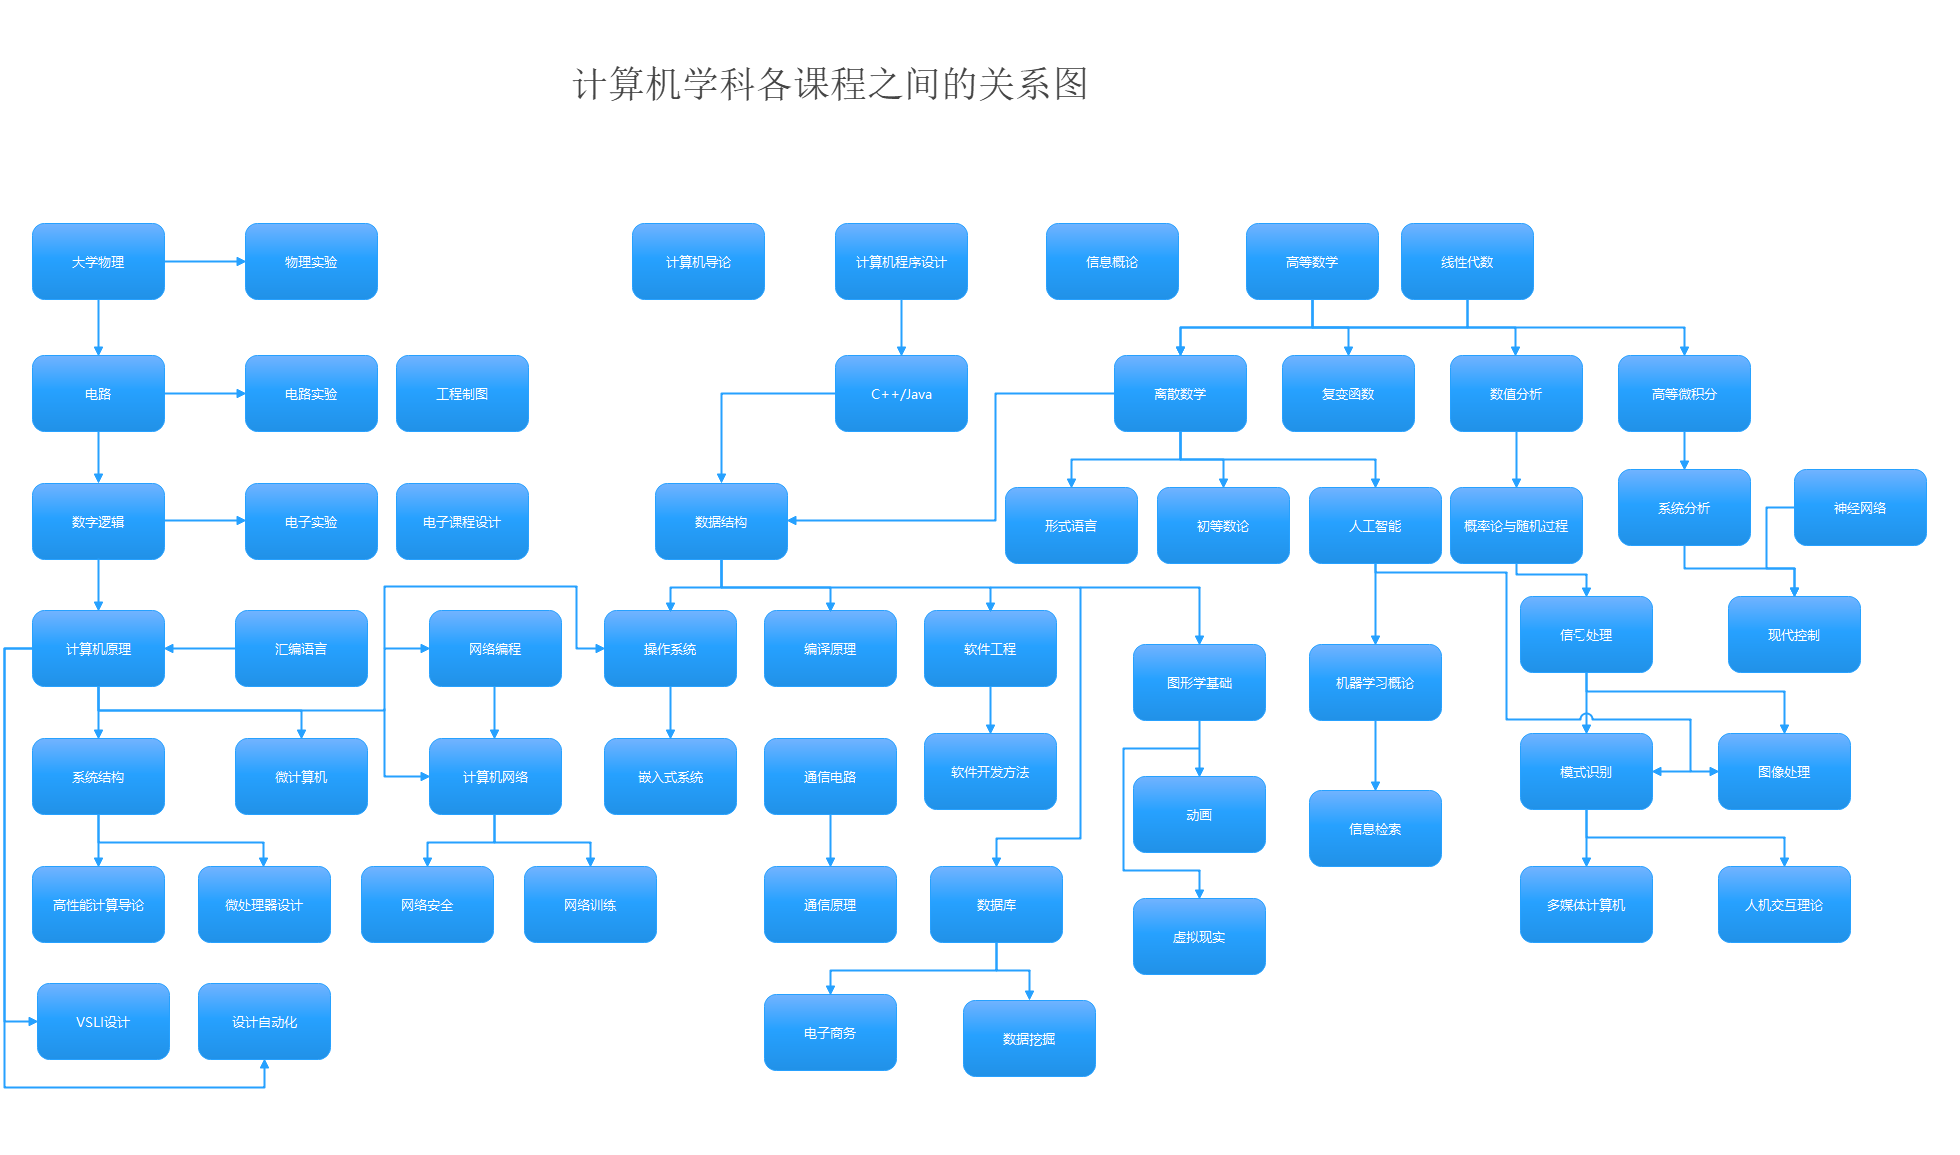 计算机学科各课程之间的关系图
大学物理
物理实验
计算机导论
计算机程序设计
信息概论
高等数学
线性代数
电路
电路实验
工程制图
C++/Java
离散数学
复变函数
数值分析
高等微积分
数字逻辑
电子实验
电子课程设计
数据结构
形式语言
初等数论
人工智能
概率论与随机过程
系统分析
神经网络
计算机原理
汇编语言
网络编程
操作系统
编译原理
软件工程
图形学基础
机器学习概论
信号处理
现代控制
系统结构
微计算机
计算机网络
嵌入式系统
通信电路
软件开发方法
动画
信息检索
模式识别
图像处理
高性能计算导论
微处理器设计
网络安全
网络训练
通信原理
数据库
虚拟现实
多媒体计算机
人机交互理论
VSLI设计
设计自动化
电子商务
数据挖掘